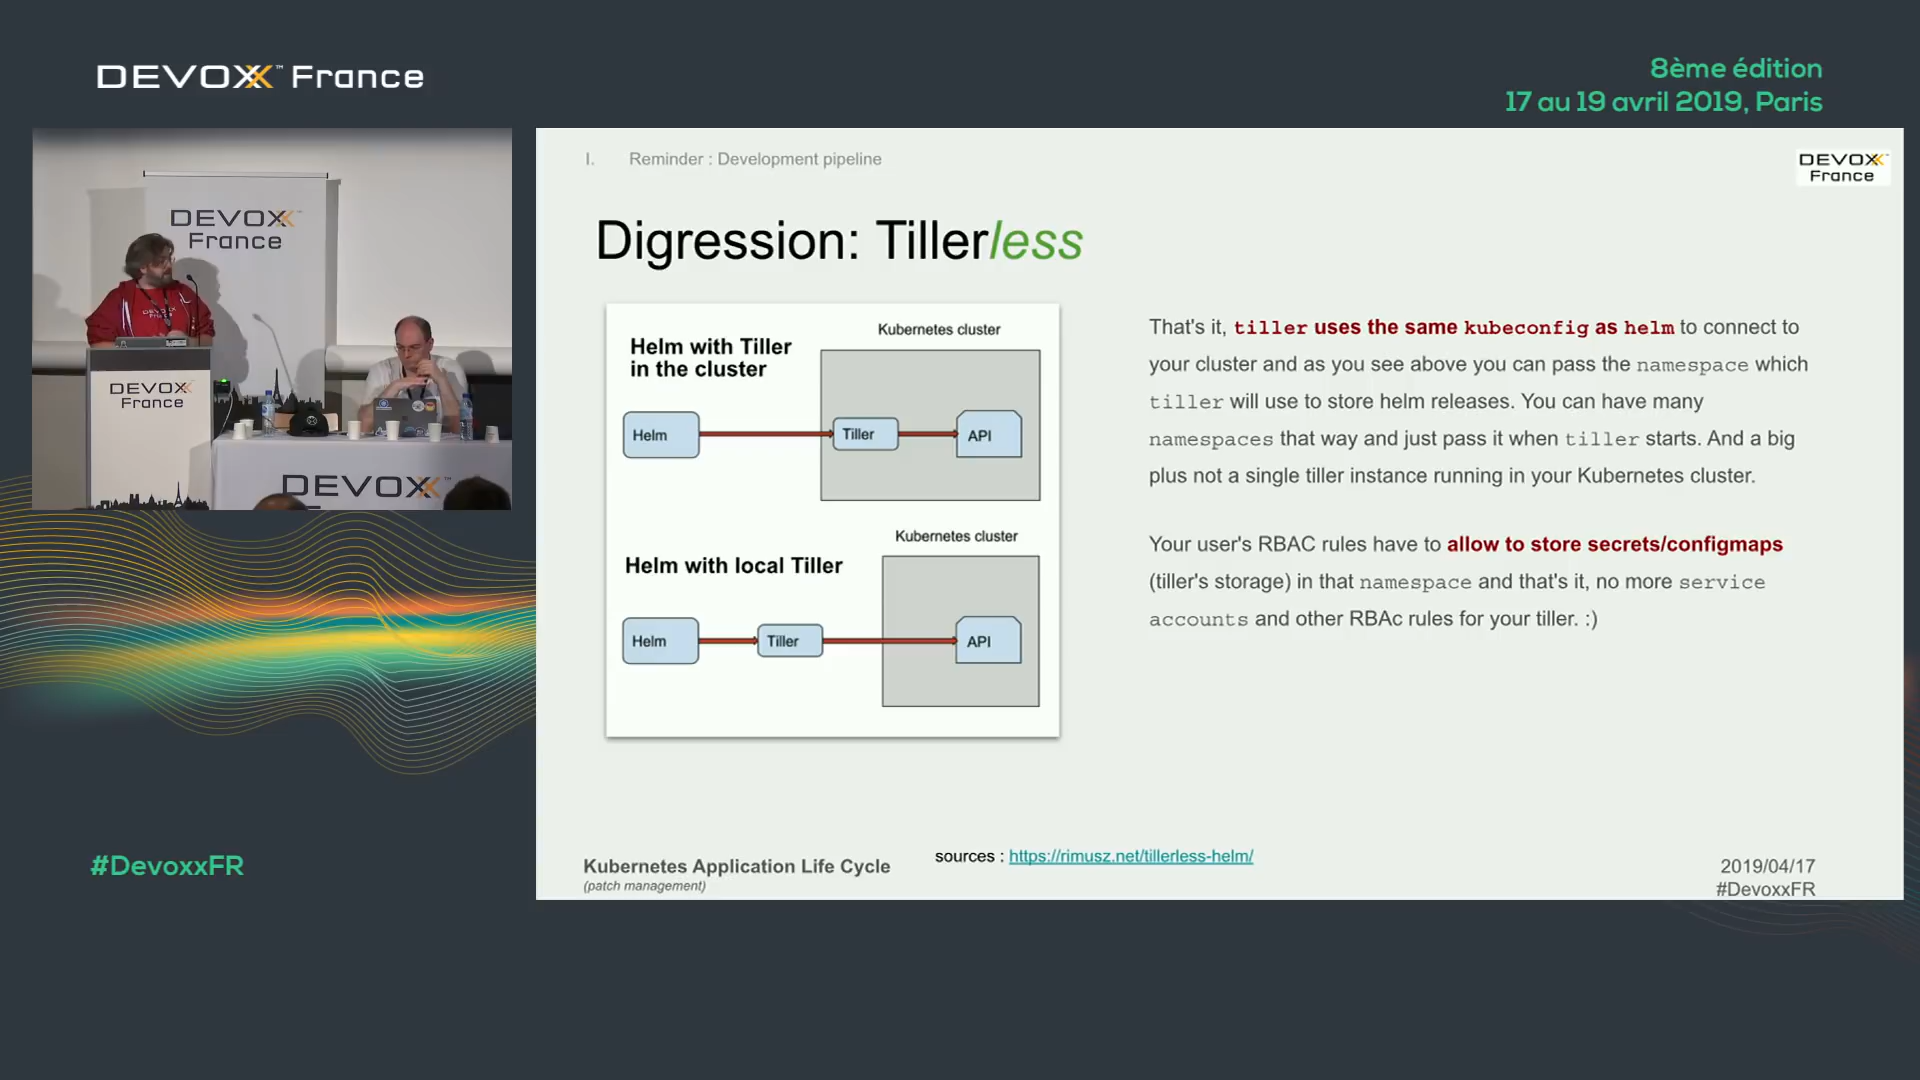 DEVOXX™ France
8ème édition
17 au 19 avril 2019, Paris
DEVOXX
France
DEVOXX
France
DEVOXX
#DevoxxFR
I. Reminder : Development pipeline
DEVOXX
France
Digression: Tillerless
Kubernetes cluster
Helm with Tiller
in the cluster
Helm
Tiller
API
Kubernetes cluster
Helm with local Tiller
Helm
Tiller
API
That's it, tiller uses the same kubeconfig as helm to connect to
your cluster and as you see above you can pass the namespace which
tiller will use to store helm releases. You can have many
namespaces that way and just pass it when tiller starts. And a big
plus not a single tiller instance running in your Kubernetes cluster.
Your user's RBAC rules have to allow to store secrets/configmaps
(tiller's storage) in that namespace and that's it, no more service
accounts and other RBAc rules for your tiller. :)
sources : https://rimusz.net/tillerless-helm/
Kubernetes Application Life Cycle
(patch management)
2019/04/17
#DevoxxFR